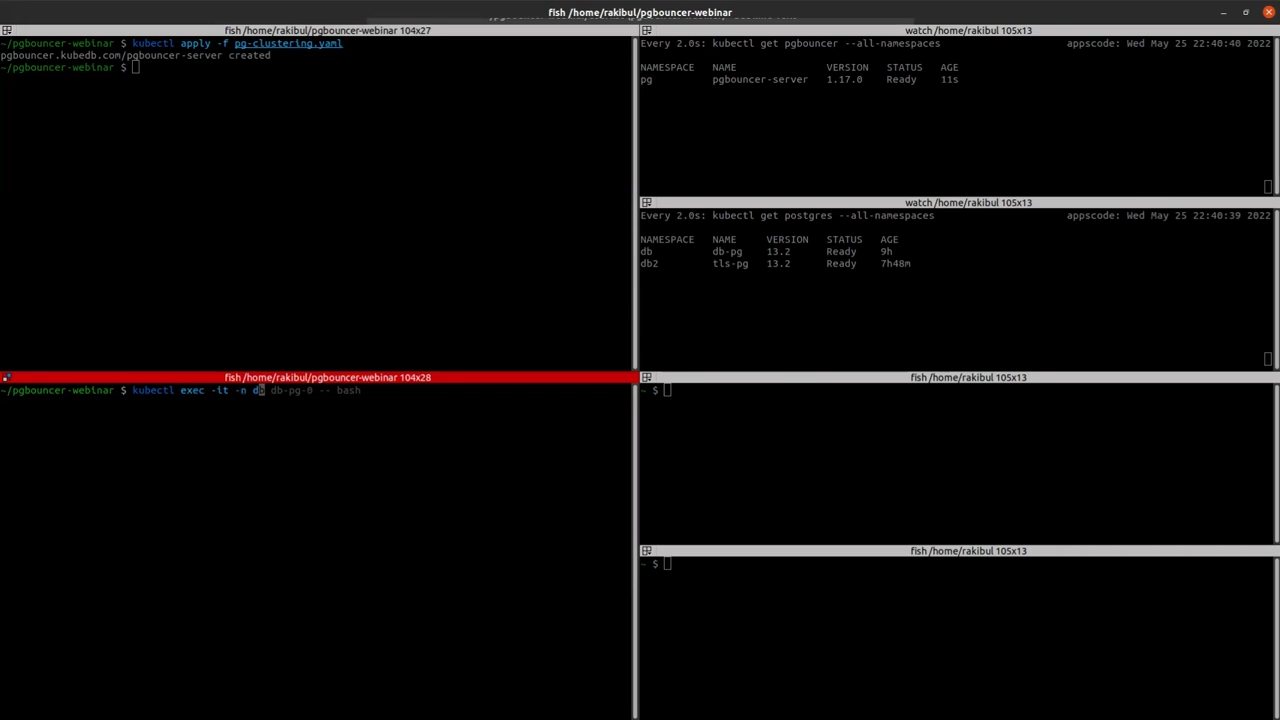 fish /home/rakibul/pgbouncer-webinar
fish /home/rakibul/pgbouncer-webinar 104x27
~/pgbouncer-webinar $ kubectl apply -f pg-clustering.yaml
pgbouncer.kubedb.com/pgbouncer-server created
~/pgbouncer-webinar $
watch /home/rakibul 105x13
Every 2.0s: kubectl get pgbouncer --all-namespaces appscode: Wed May 25 22:40:40 2022
NAMESPACE NAME VERSION STATUS AGE
pg pgbouncer-server 1.17.0 Ready 11s
watch /home/rakibul 105x13
Every 2.0s: kubectl get postgres --all-namespaces appscode: Wed May 25 22:40:39 2022
NAMESPACE NAME VERSION STATUS AGE
db db-pg 13.2 Ready 9h
db2 tls-pg 13.2 Ready 7h48m
fish /home/rakibul/pgbouncer-webinar 104x28
~/pgbouncer-webinar $ kubectl exec -it -n db db-pg-0 -- bash
fish /home/rakibul 105x13
~ $
fish /home/rakibul 105x13
~ $